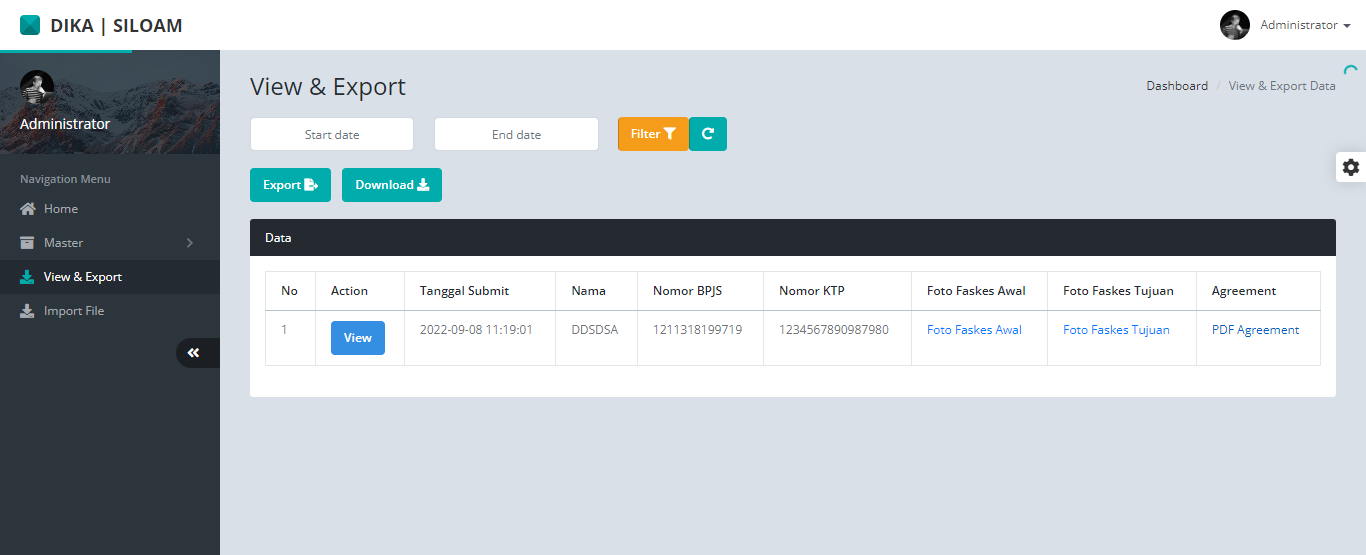 DIKA | SILOAM
Administrator
Administrator
Navigation Menu
Home
Master
View & Export
Import File
View & Export
Dashboard / View & Export Data
Start date End date Filter
Export Download
Data
No Action Tanggal Submit Nama Nomor BPJS Nomor KTP Foto Faskes Awal Foto Faskes Tujuan Agreement
1 View 2022-09-08 11:19:01 DDSDSA 1211318199719 1234567890987980 Foto Faskes Awal Foto Faskes Tujuan PDF Agreement